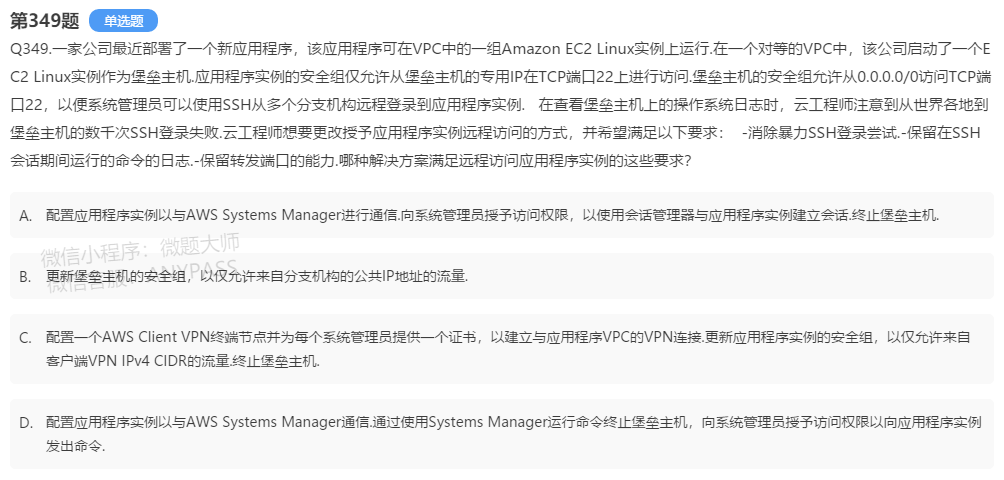 第349题 单选题
Q349.一家公司最近部署了一个新应用程序，该应用程序可在VPC中的一组Amazon EC2 Linux实例上运行.在一个对等的VPC中，该公司启动了一个E
C2 Linux实例作为堡垒主机.应用程序实例的安全组仅允许从堡垒主机的专用IP在TCP端口22上进行访问.堡垒主机的安全组允许从0.0.0.0/0访问TCP端
口22，以便系统管理员可以使用SSH从多个分支机构远程登录到应用程序实例. 在查看堡垒主机上的操作系统日志时，云工程师注意到从世界各地到
堡垒主机的数千次SSH登录失败.云工程师想要更改授予应用程序实例远程访问的方式，并希望满足以下要求： -消除暴力SSH登录尝试.-保留在SSH
会话期间运行的命令的日志.-保留转发端口的能力.哪种解决方案满足远程访问应用程序实例的这些要求？
A. 配置应用程序实例以与AWS Systems Manager进行通信.向系统管理员授予访问权限，以使用会话管理器与应用程序实例建立会话.终止堡垒主机.
微信小程序：微题大师
B. 更新堡垒主机的安全组，以仅允许来自分支机构的公共IP地址的流量.
C. 配置一个AWS Client VPN终端节点并为每个系统管理员提供一个证书，以建立与应用程序VPC的VPN连接.更新应用程序实例的安全组，以仅允许来自
客户端VPN IPv4 CIDR的流量.终止堡垒主机.
D. 配置应用程序实例以与AWS Systems Manager通信.通过使用Systems Manager运行命令终止堡垒主机，向系统管理员授予访问权限以向应用程序实例
发出命令.